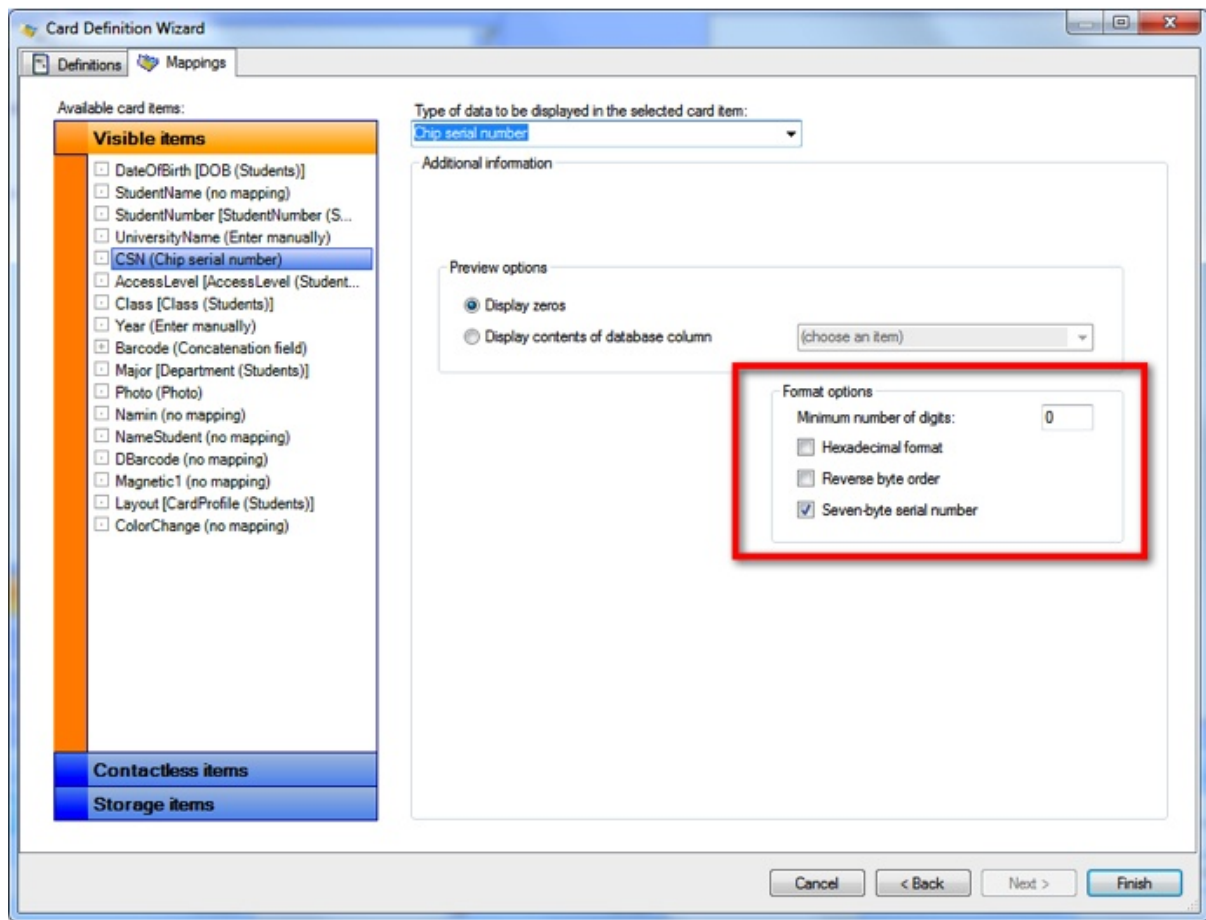 Card Definition Wizard
Definitions
Mappings
Available card items:
Visible items
DateOfBirth [DOB (Students)]
StudentName (no mapping)
StudentNumber [StudentNumber (S...
UniversityName (Enter manually)
CSN (Chip serial number)
AccessLevel [AccessLevel (Student...
Class [Class (Students)]
Year (Enter manually)
Barcode (Concatenation field)
Major [Department (Students)]
Photo (Photo)
Namin (no mapping)
NameStudent (no mapping)
DBarcode (no mapping)
Magnetic1 (no mapping)
Layout [CardProfile (Students)]
ColorChange (no mapping)
Contactless items
Storage items
Type of data to be displayed in the selected card item:
Chip serial number
Additional information
Preview options
Display zeros
Display contents of database column
(choose an item)
Format options
Minimum number of digits: 0
Hexadecimal format
Reverse byte order
Seven-byte serial number
Cancel
< Back
Next >
Finish